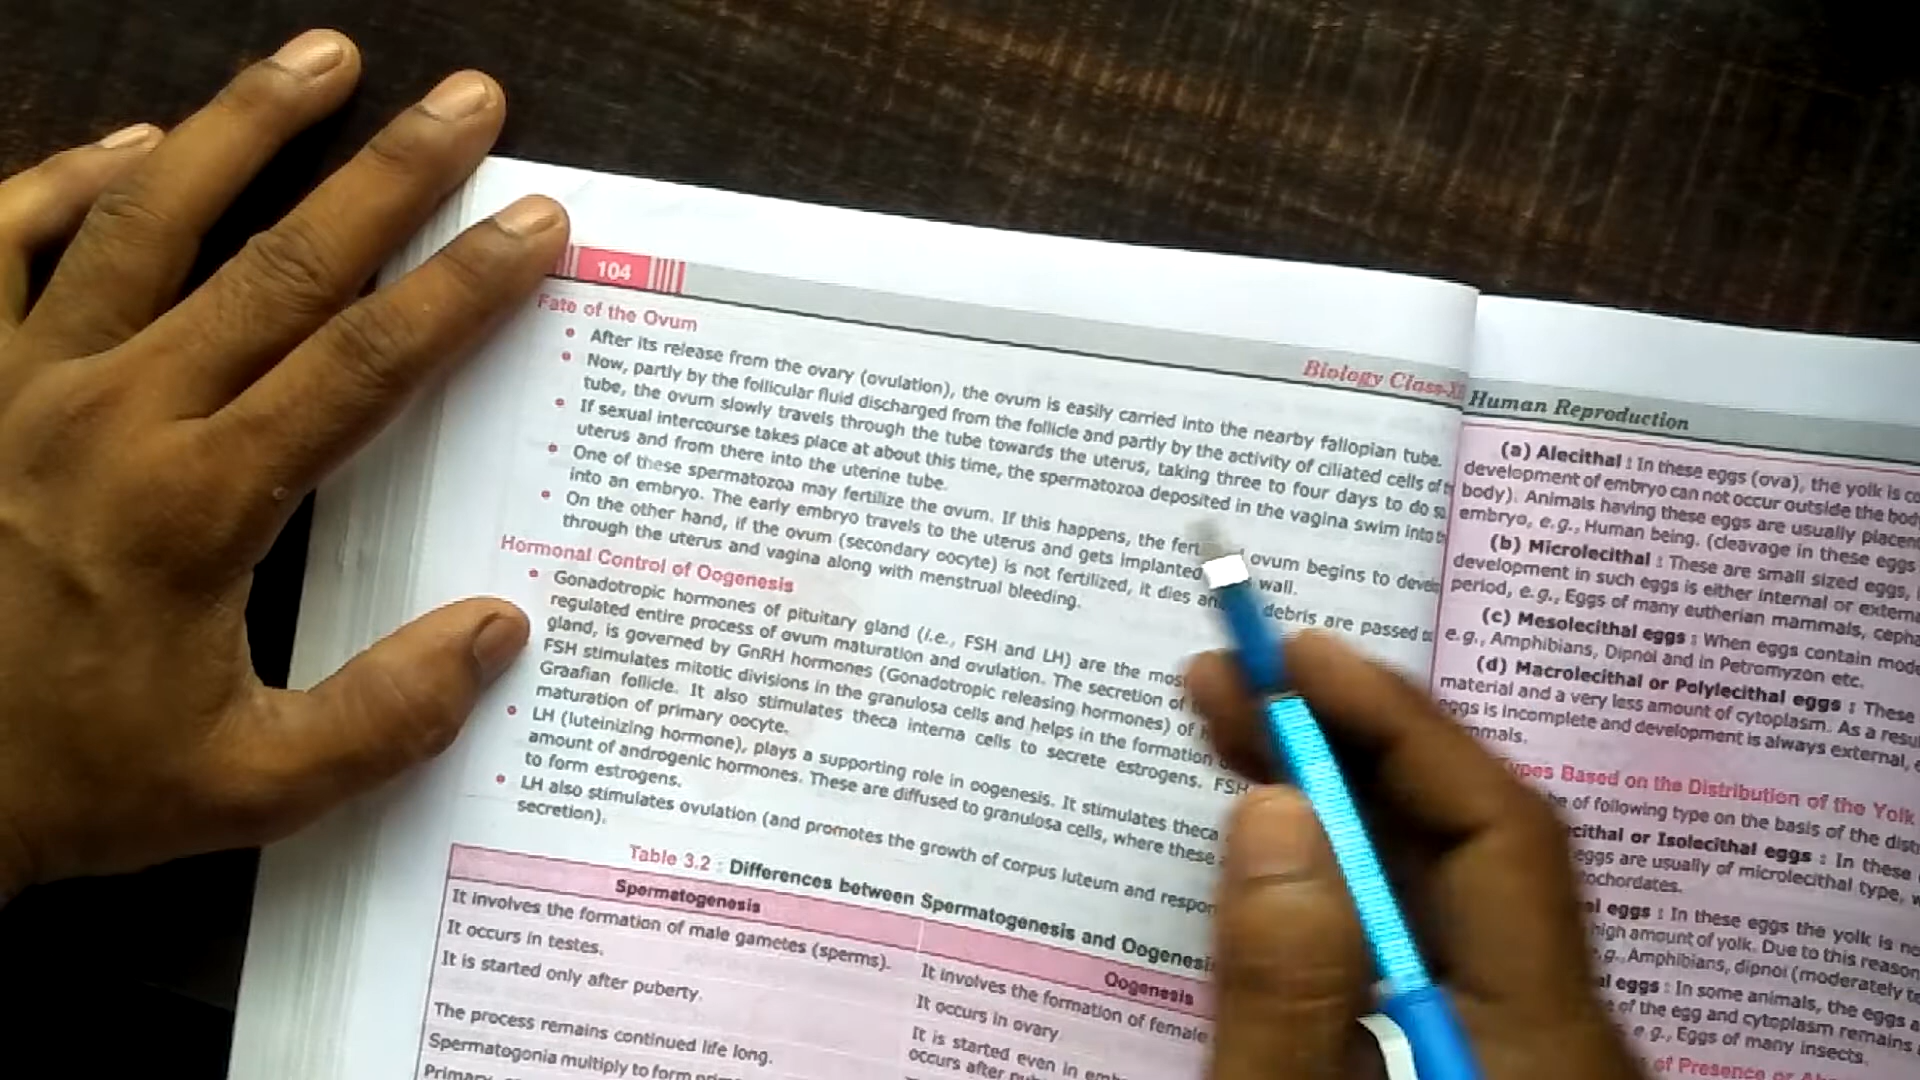 104
Biology Class-XII
Fate of the Ovum
After its release from the ovary (ovulation), the ovum is easily carried into the nearby fallopian tube.
Now, partly by the follicular fluid discharged from the follicle and partly by the activity of ciliated cells of
tube, the ovum slowly travels through the tube towards the uterus, taking three to four days to do so.
If sexual intercourse takes place at about this time, the spermatozoa deposited in the vagina swim into
uterus and from there into the uterine tube.
One of these spermatozoa may fertilize the ovum. If this happens, the ovum begins to
into an embryo. The early embryo travels to the uterus and gets implanted wall.
On the other hand, if the ovum (secondary oocyte) is not fertilized, it dies debris are passed
through the uterus and vagina along with menstrual bleeding.
Hormonal Control of Oogenesis
Gonadotropic hormones of pituitary gland (i.e., FSH and LH) are the most
regulated entire process of ovum maturation and ovulation. The secretion of
gland, is governed by GnRH hormones (Gonadotropic releasing hormones) of
FSH stimulates mitotic divisions in the granulosa cells and helps in the formation
Graafian follicle. It also stimulates theca interna cells to secrete estrogens. FSH
maturation of primary oocyte.
LH (luteinizing hormone), plays a supporting role in oogenesis. It stimulates theca
amount of androgenic hormones. These are diffused to granulosa cells, where these
to form estrogens.
LH also stimulates ovulation (and promotes the growth of corpus luteum and
secretion).
Table 3.2 : Differences between Spermatogenesis and Oogenesis
Spermatogenesis
Oogenesis
It involves the formation of male gametes (sperms).
It involves the formation of female
It occurs in testes.
It occurs in ovary
It is started only after puberty.
It is started even in
occurs after
The process remains continued life long.
Spermatogonia multiply to form
Primary
Human Reproduction
(a) Alecithal : In these eggs (ova), the yolk is
development of embryo can not occur outside the
body). Animals having these eggs are usually
embryo, e.g., Human being. (cleavage in these eggs
(b) Microlecithal : These are small sized eggs,
development in such eggs is either internal or
period, e.g., Eggs of many eutherian mammals,
(c) Mesolecithal eggs : When eggs contain
e.g., Amphibians, Dipnoi and in Petromyzon etc.
(d) Macrolecithal or Polylecithal eggs : These
material and a very less amount of cytoplasm. As a
eggs is incomplete and development is always external,
Types Based on the Distribution of the Yolk
of following type on the basis of the
or Isolecithal eggs : In these
eggs are usually of microlecithal type,
eggs : In these eggs the yolk is
high amount of yolk. Due to this reason
Amphibians, dipnoi (moderately
eggs : In some animals, the eggs
of the egg and cytoplasm remains
e.g., Eggs of many insects.
of Presence or